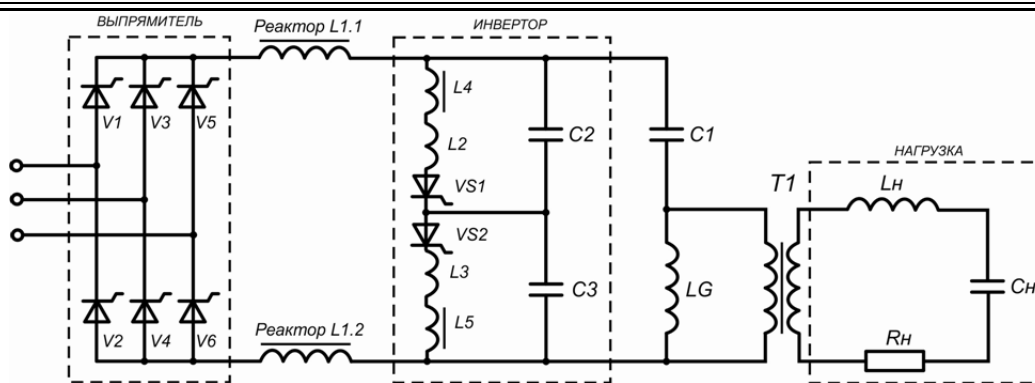 ВЫПРЯМИТЕЛЬ
Реактор L1.1
ИНВЕРТОР
V1
V3
V5
L4
L2
C2
C1
VS1
НАГРУЗКА
T1
Lн
VS2
L3
C3
LG
Cн
V2
V4
V6
Реактор L1.2
L5
Rн